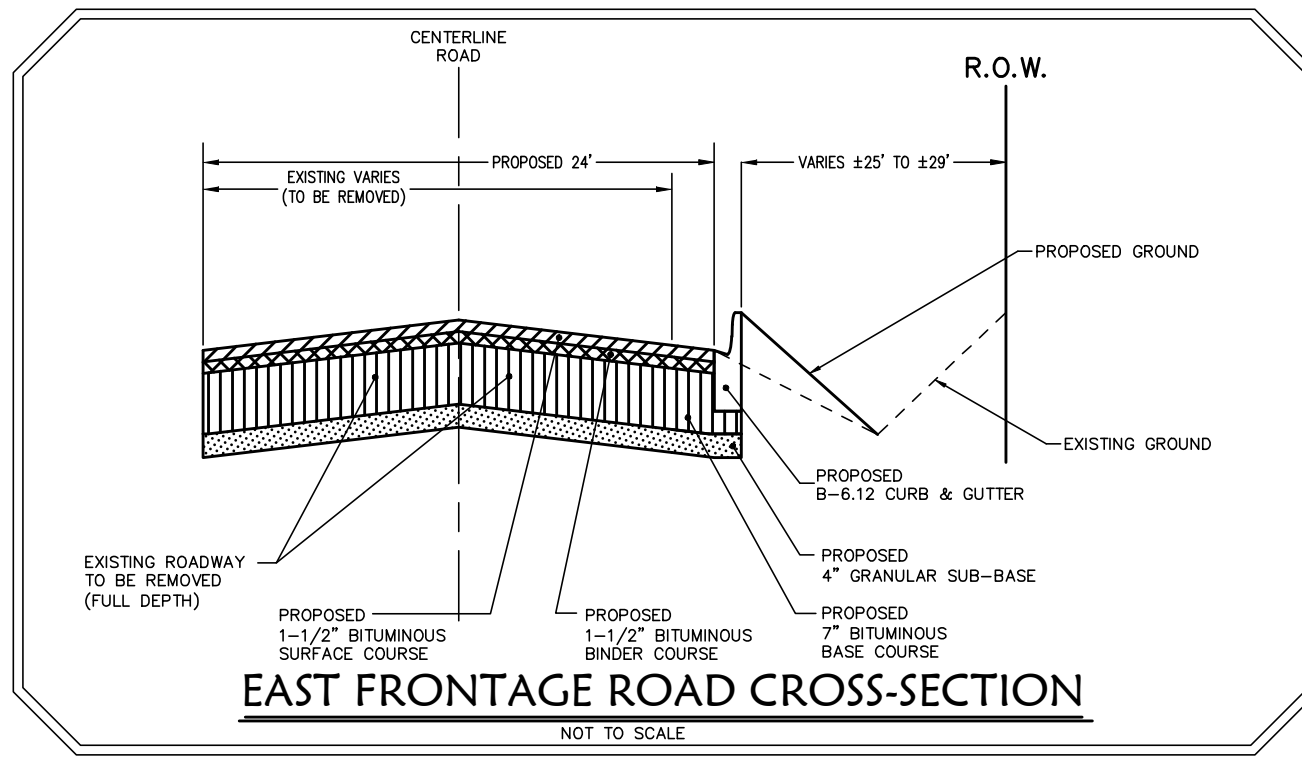 CENTERLINE
ROAD
R.O.W.
PROPOSED 24'
VARIES ±25' TO ±29'
EXISTING VARIES
(TO BE REMOVED)
PROPOSED GROUND
EXISTING GROUND
PROPOSED
B-6.12 CURB & GUTTER
EXISTING ROADWAY
TO BE REMOVED
(FULL DEPTH)
PROPOSED
4" GRANULAR SUB-BASE
PROPOSED
1-1/2" BITUMINOUS
SURFACE COURSE
PROPOSED
1-1/2" BITUMINOUS
BINDER COURSE
PROPOSED
7" BITUMINOUS
BASE COURSE
EAST FRONTAGE ROAD CROSS-SECTION
NOT TO SCALE